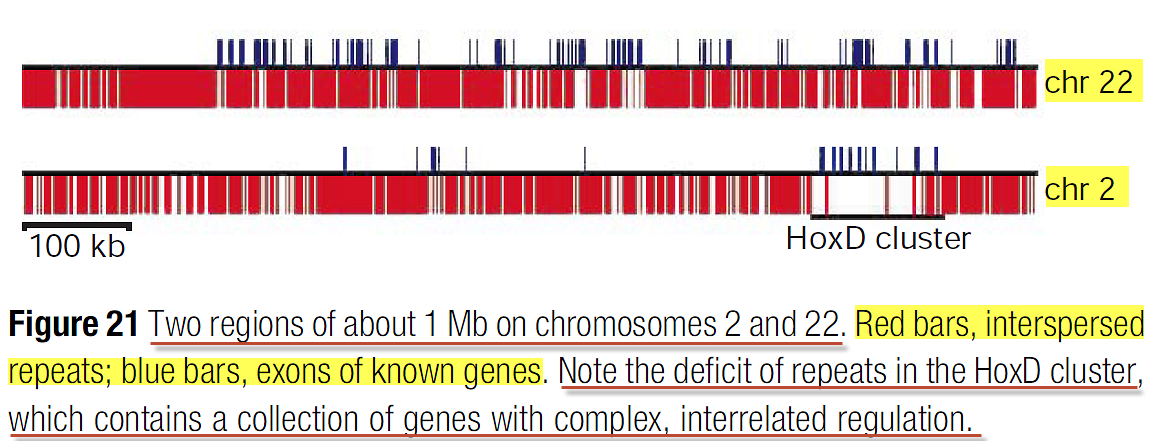 chr 22
chr 2
100 kb
HoxD cluster
Figure 21 Two regions of about 1 Mb on chromosomes 2 and 22. Red bars, interspersed
repeats; blue bars, exons of known genes. Note the deficit of repeats in the HoxD cluster,
which contains a collection of genes with complex, interrelated regulation.